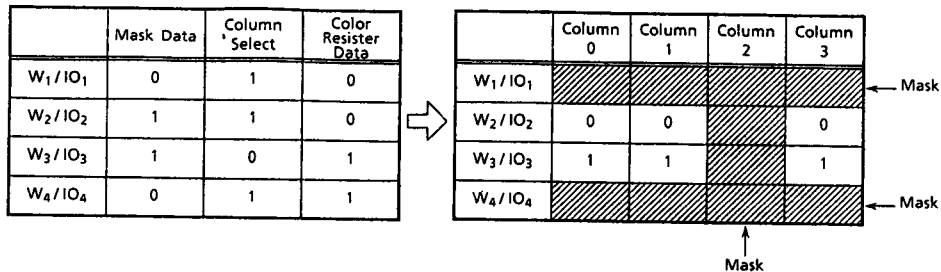 Mask Data
Column Select
Color Resister Data
W1/IO1 0 1 0
W2/IO2 1 1 0
W3/IO3 1 0 1
W4/IO4 0 1 1
Column 0
Column 1
Column 2
Column 3
W1/IO1
Mask
W2/IO2 0 0 0
W3/IO3 1 1 1
W4/IO4
Mask
Mask